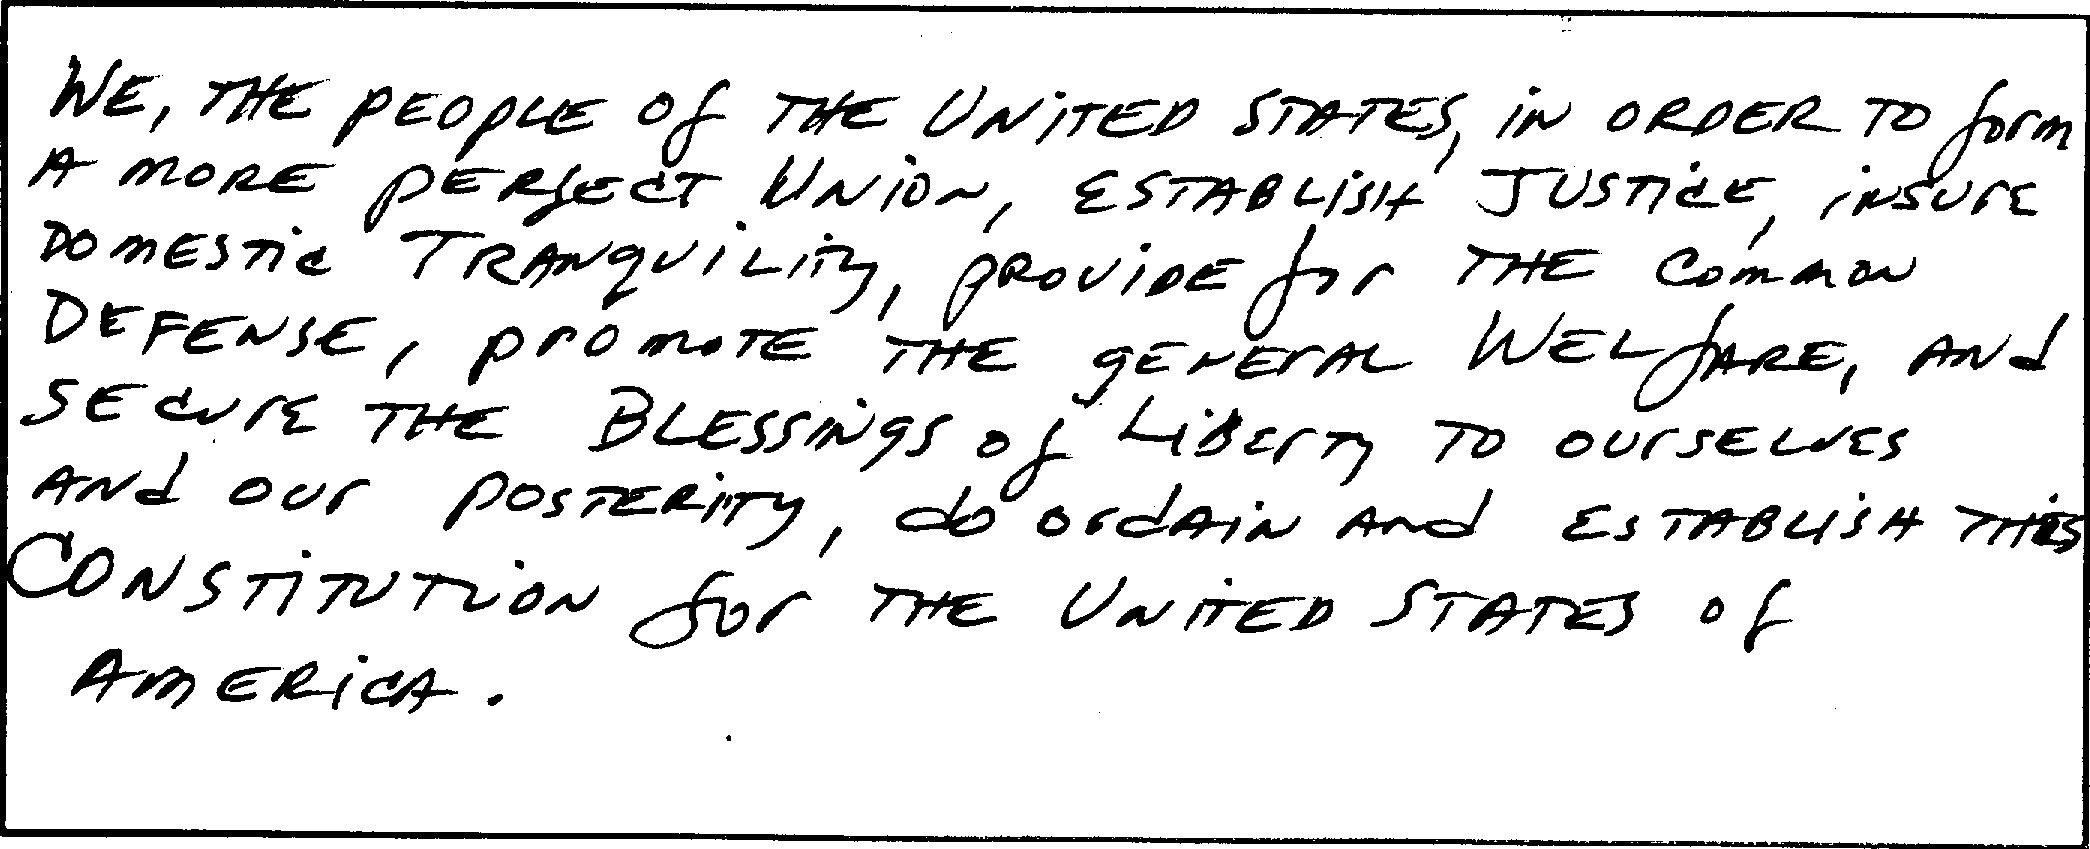 WE, THE PEOPLE Of THE UNITED STATES, in ORDER TO form
A MORE PERfECT UNION, ESTABLISH JUSTICE, insure
DOMESTIC TRANQUILITY, PROVIDE for THE COMMON
DEFENSE, promoTE THE general WELfARE, ANd
SECure THE BLESSINGS of LiBerty TO ourSELVES
ANd our POSTERITY, do ordAin And ESTABLISH THIS
CONSTITUTION for THE UNITED STATES of
AMERICA.